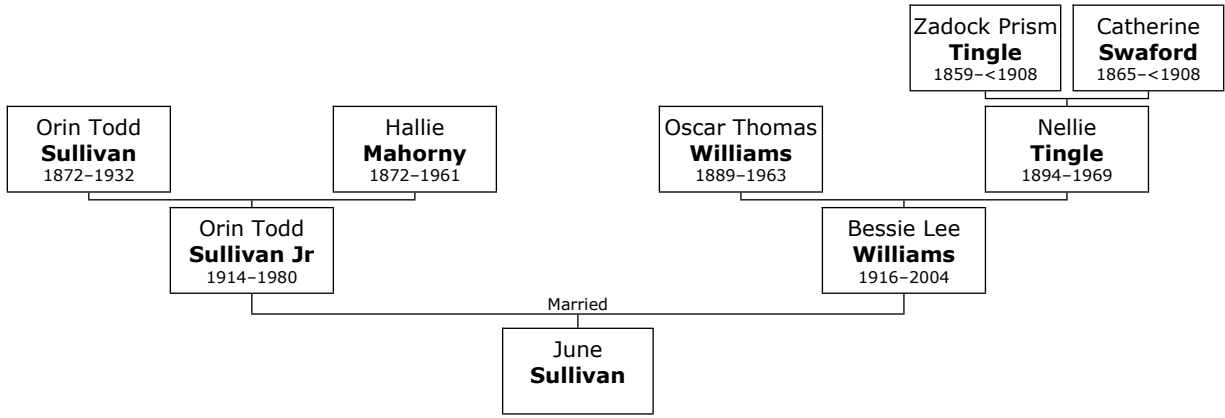 Zadock Prism
Tingle
1859–<1908
Catherine
Swaford
1865–<1908
Orin Todd
Sullivan
1872–1932
Hallie
Mahorny
1872–1961
Oscar Thomas
Williams
1889–1963
Nellie
Tingle
1894–1969
Orin Todd
Sullivan Jr
1914–1980
Bessie Lee
Williams
1916–2004
Married
June
Sullivan